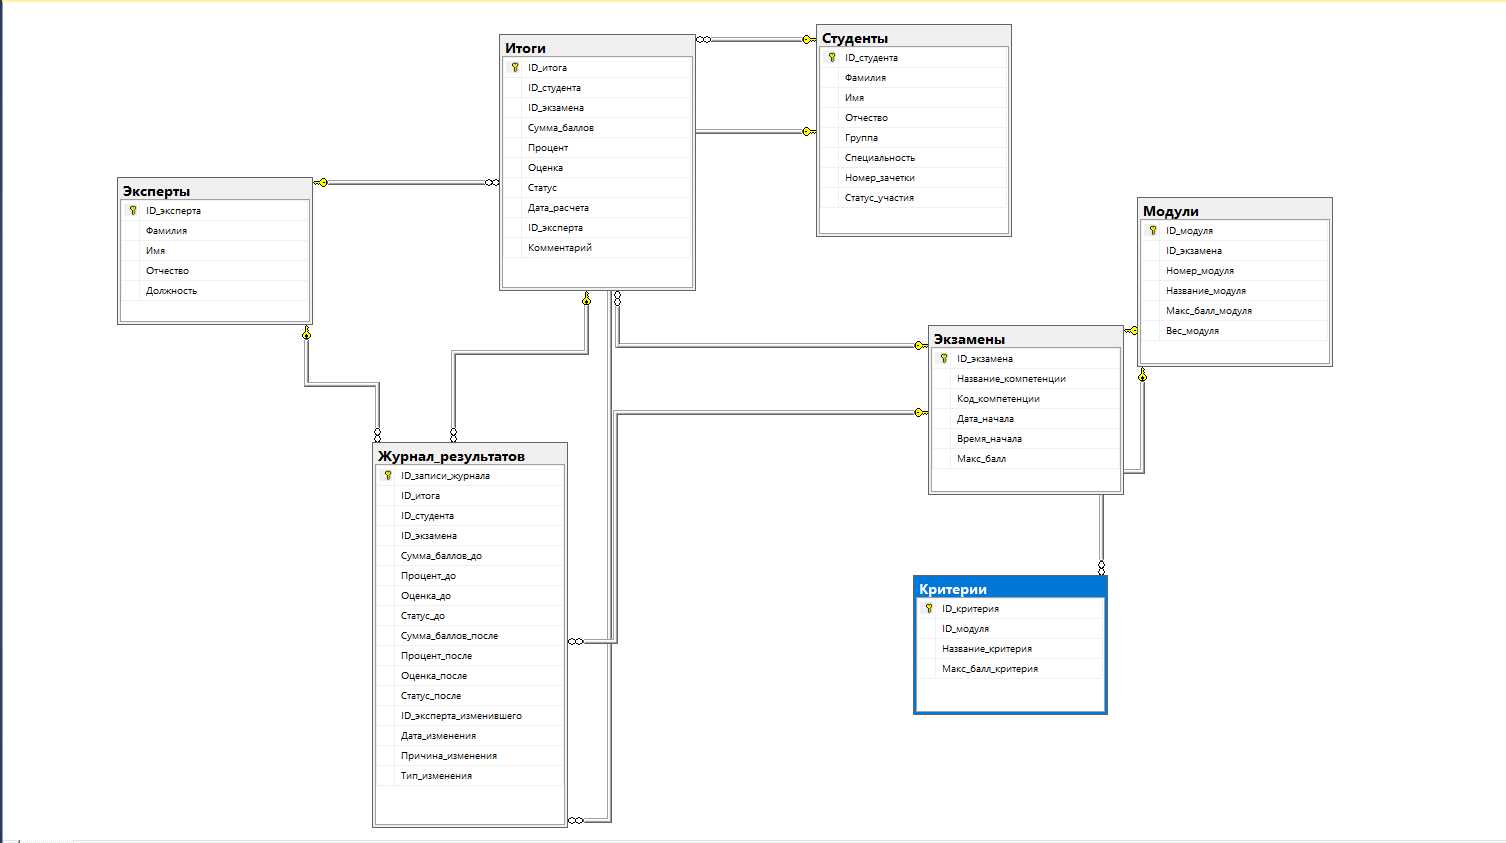 Итоги
ID_итога
ID_студента
ID_экзамена
Сумма_баллов
Процент
Оценка
Статус
Дата_расчета
ID_эксперта
Комментарий
Студенты
ID_студента
Фамилия
Имя
Отчество
Группа
Специальность
Номер_зачетки
Статус_участия
Эксперты
ID_эксперта
Фамилия
Имя
Отчество
Должность
Модули
ID_модуля
ID_экзамена
Номер_модуля
Название_модуля
Макс_балл_модуля
Вес_модуля
Экзамены
ID_экзамена
Название_компетенции
Код_компетенции
Дата_начала
Время_начала
Макс_балл
Журнал_результатов
ID_записи_журнала
ID_итога
ID_студента
ID_экзамена
Сумма_баллов_до
Процент_до
Оценка_до
Статус_до
Сумма_баллов_после
Процент_после
Оценка_после
Статус_после
ID_эксперта_изменившего
Дата_изменения
Причина_изменения
Тип_изменения
Критерии
ID_критерия
ID_модуля
Название_критерия
Макс_балл_критерия